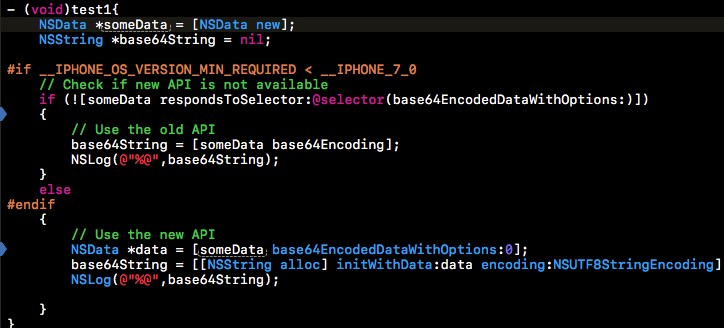 - (void)test1{
    NSData *someData = [NSData new];
    NSString *base64String = nil;

#if __IPHONE_OS_VERSION_MIN_REQUIRED < __IPHONE_7_0
    // Check if new API is not available
    if (![someData respondsToSelector:@selector(base64EncodedDataWithOptions:)])
    {
        // Use the old API
        base64String = [someData base64Encoding];
        NSLog(@"%@",base64String);
    }
    else
#endif
    {
        // Use the new API
        NSData *data = [someData base64EncodedDataWithOptions:0];
        base64String = [[NSString alloc] initWithData:data encoding:NSUTF8StringEncoding]
        NSLog(@"%@",base64String);

    }
}